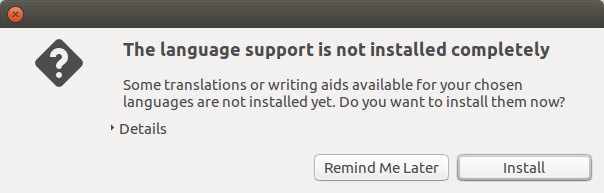 The language support is not installed completely
Some translations or writing aids available for your chosen
languages are not installed yet. Do you want to install them now?
Details
Remind Me Later
Install